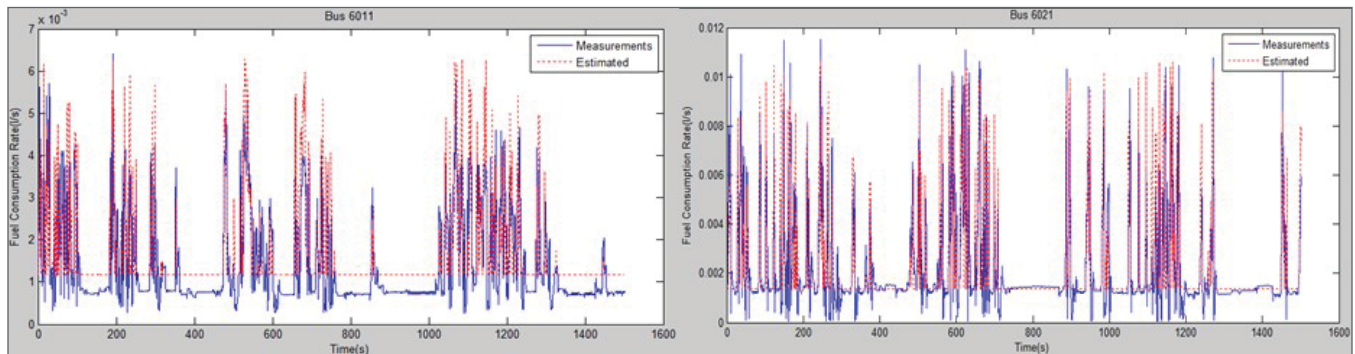 Bus 6011
7 x 10⁻³
Fuel Consumption Rate(l/s)
7
6
5
4
3
2
1
0
0 200 400 600 800 1000 1200 1400 1600
Time(s)
Measurements
Estimated
Bus 6021
Fuel Consumption Rate(l/s)
0.012
0.01
0.008
0.006
0.004
0.002
0
0 200 400 600 800 1000 1200 1400 1600
Time(s)
Measurements
Estimated